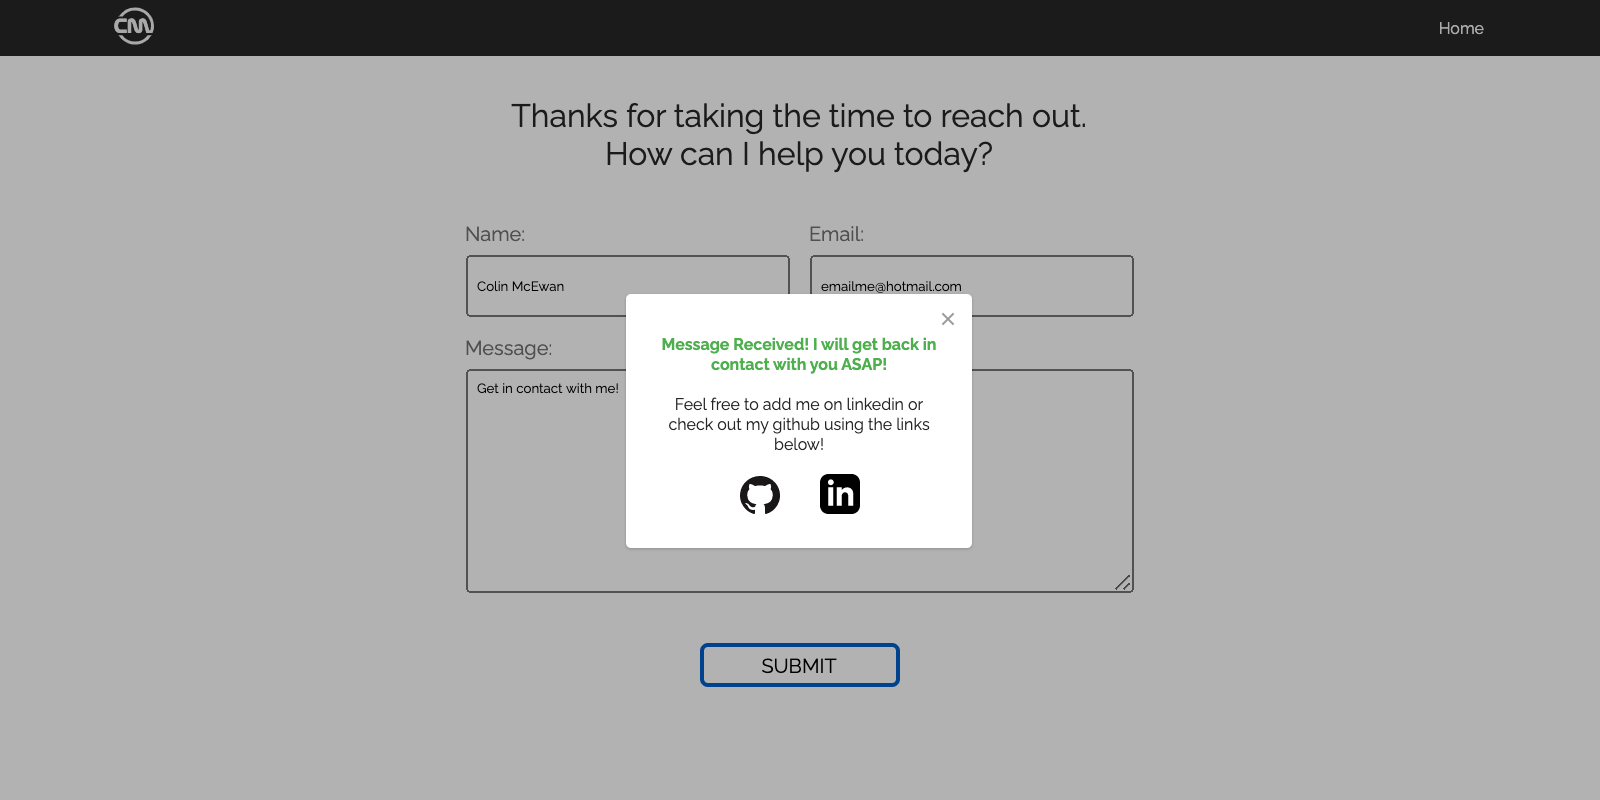 CM
Home
Thanks for taking the time to reach out.
How can I help you today?
Name:
Email:
Colin McEwan
emailme@hotmail.com
Message:
Get in contact with me!
Message Received! I will get back in
contact with you ASAP!
Feel free to add me on linkedin or
check out my github using the links
below!
in
SUBMIT